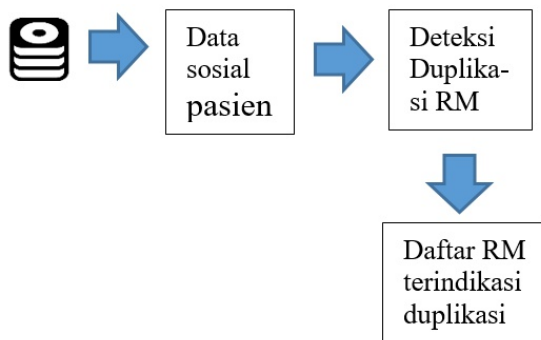 Data
sosial
pasien
Deteksi
Duplika-
si RM
Daftar RM
terindikasi
duplikasi